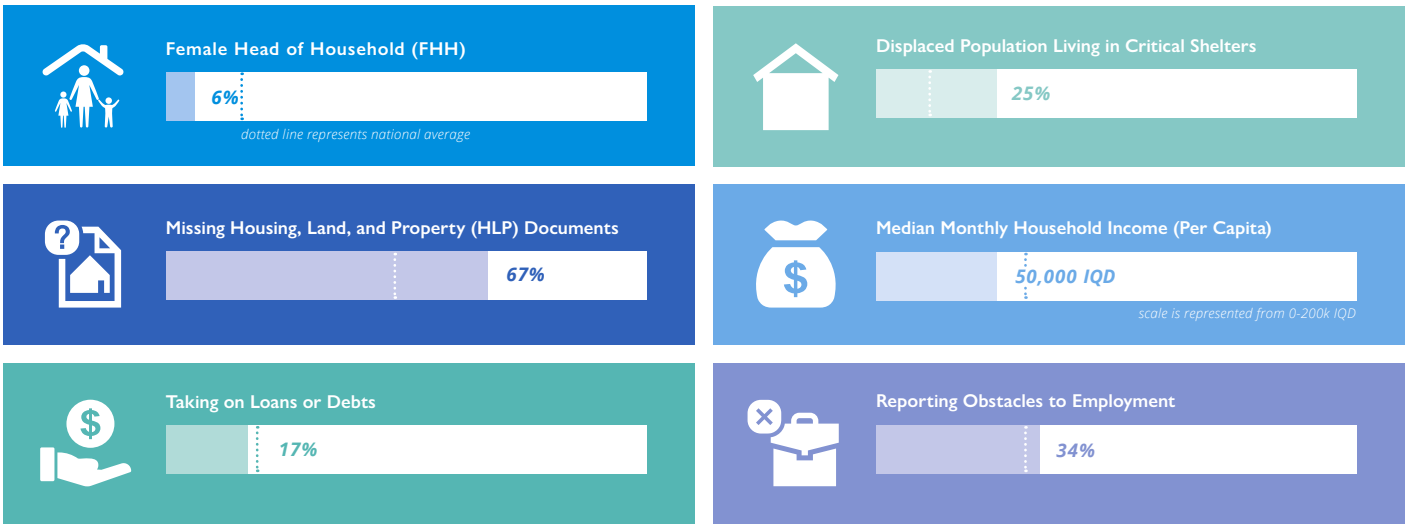 Female Head of Household (FHH)
6%
dotted line represents national average
Displaced Population Living in Critical Shelters
25%
Missing Housing, Land, and Property (HLP) Documents
?
67%
Median Monthly Household Income (Per Capita)
$
50,000 IQD
scale is represented from 0-200k IQD
Taking on Loans or Debts
$
17%
Reporting Obstacles to Employment
34%